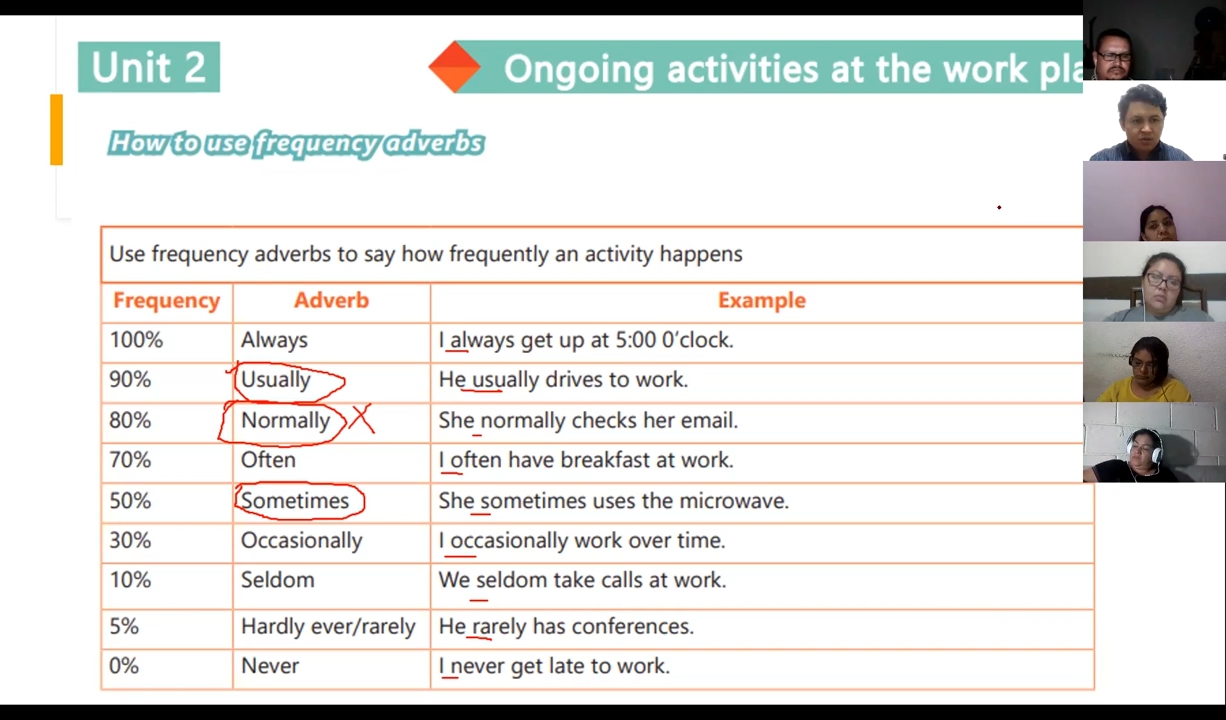 Unit 2
Ongoing activities at the work pla
How to use frequency adverbs
Use frequency adverbs to say how frequently an activity happens
Frequency Adverb Example
100% Always I always get up at 5:00 0'clock.
90% Usually He usually drives to work.
80% Normally X She normally checks her email.
70% Often I often have breakfast at work.
50% Sometimes She sometimes uses the microwave.
30% Occasionally I occasionally work over time.
10% Seldom We seldom take calls at work.
5% Hardly ever/rarely He rarely has conferences.
0% Never I never get late to work.